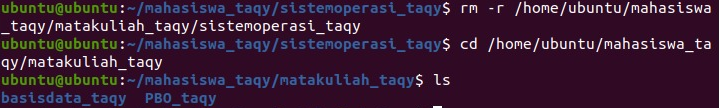 ubuntu@ubuntu:~/mahasiswa_taqy/sistemoperasi_taqy$ rm -r /home/ubuntu/mahasiswa
_taqy/matakuliah_taqy/sistemoperasi_taqy
ubuntu@ubuntu:~/mahasiswa_taqy/sistemoperasi_taqy$ cd /home/ubuntu/mahasiswa_ta
qy/matakuliah_taqy
ubuntu@ubuntu:~/mahasiswa_taqy/matakuliah_taqy$ ls
basisdata_taqy  PBO_taqy